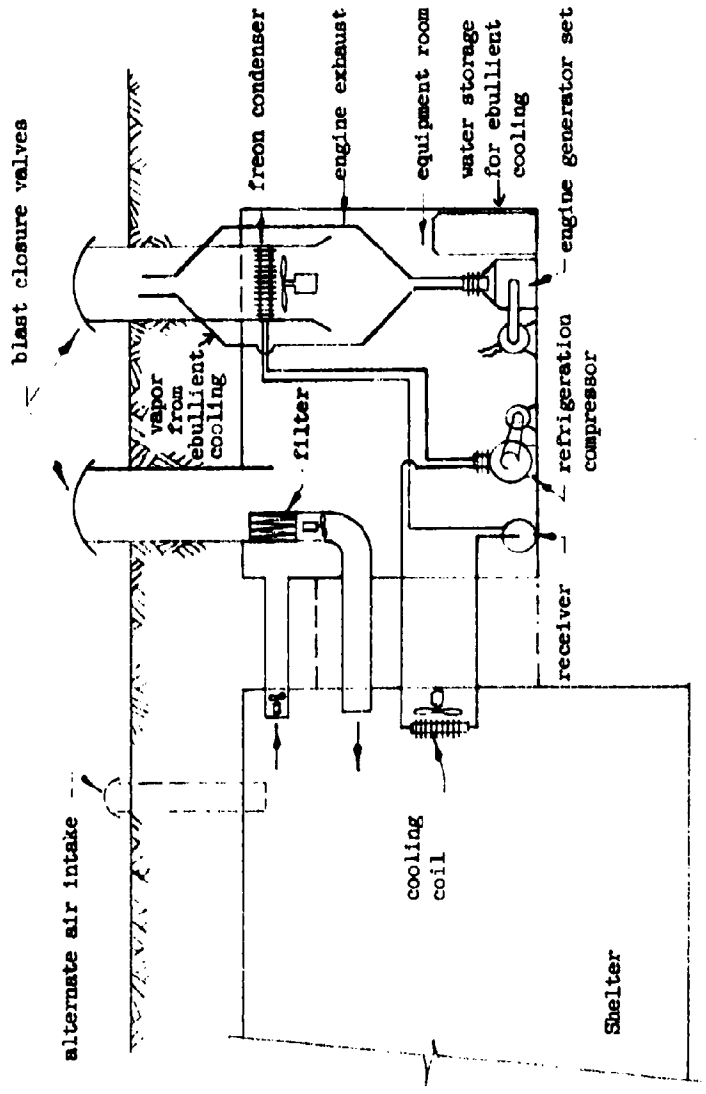 blast closure valves
alternate air intake
vapor
from
ebullient
cooling
filter
freon condenser
engine exhaust
equipment room
water storage
for ebullient
cooling
engine generator set
refrigeration
compressor
receiver
cooling
coil
Shelter